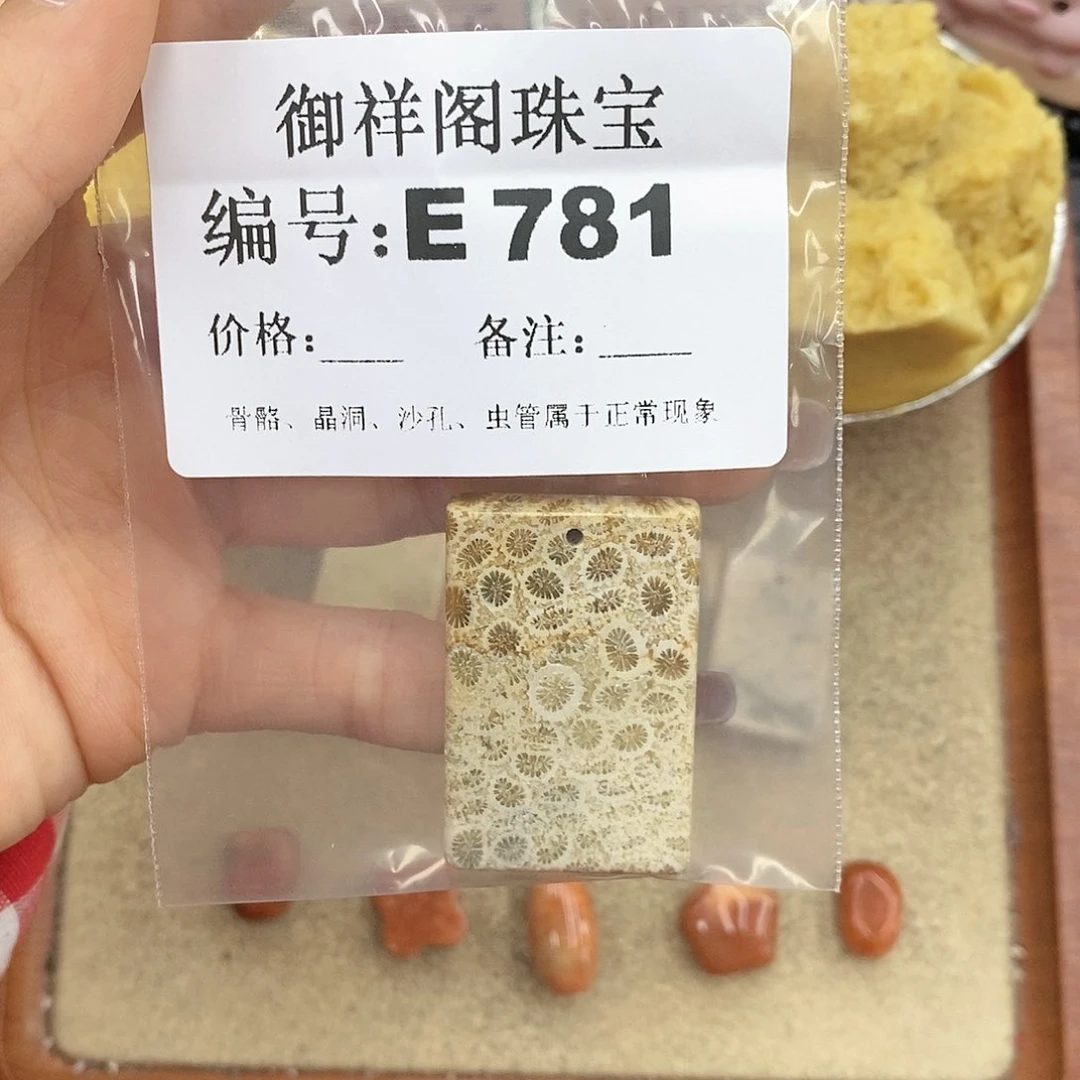 御祥阁珠宝
编号:E 781
价格:____ 备注:____
骨骼、晶洞、沙孔、虫管属于正常现象